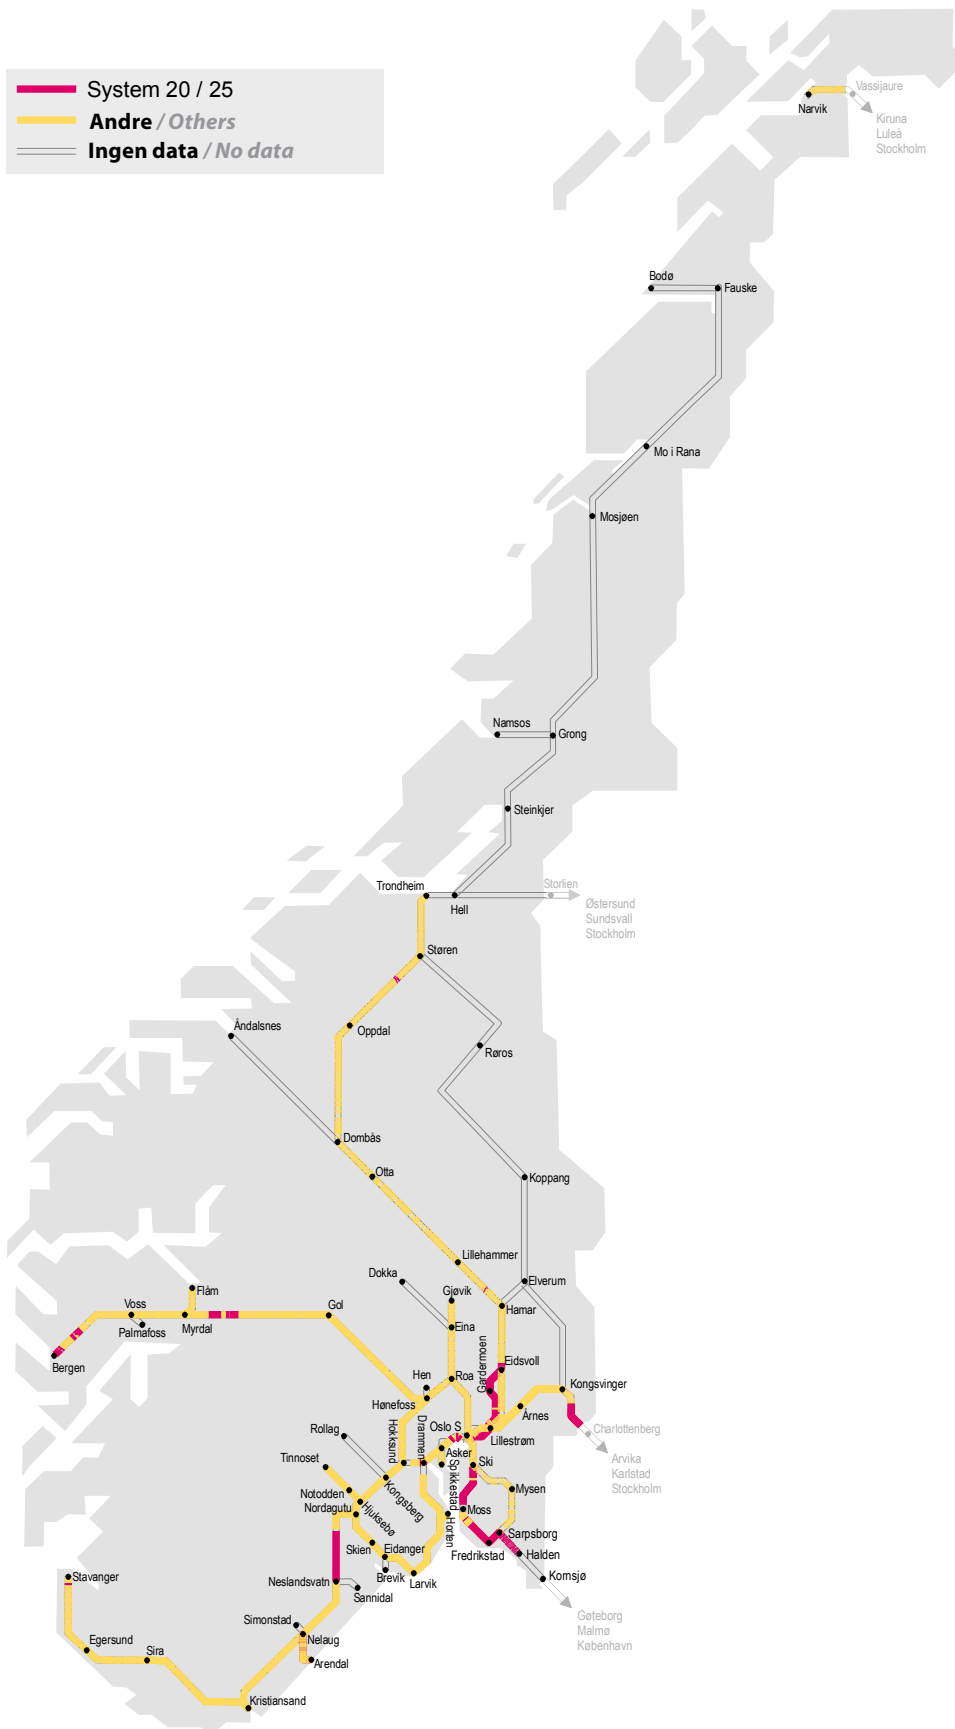 System 20 / 25
Andre / Others
Ingen data / No data
Vassijaure
Narvik
Kiruna
Luleå
Stockholm
Bodø
Fauske
Mo i Rana
Mosjøen
Namsos
Grong
Steinkjer
Trondheim
Storlien
Hell
Østersund
Sundsvall
Stockholm
Støren
Oppdal
Åndalsnes
Røros
Dombås
Otta
Koppang
Lillehammer
Dokka
Elverum
Flåm
Gjøvik
Voss
Gol
Hamar
Palmafoss
Myrdal
Eina
Bergen
Gardermoen
Eidsvoll
Hen
Roa
Kongsvinger
Hønefoss
Årnes
Rollag
Hokksund
Drammen
Oslo S
Lillestrøm
Charlottenberg
Asker
Arvika
Karlstad
Stockholm
Tinnoset
Spikkestad
Ski
Notodden
Kongsberg
Mysen
Nordagutu
Hjuksebø
Horten
Moss
Sarpsborg
Skien
Eidanger
Fredrikstad
Halden
Brevik
Larvik
Kornsjø
Stavanger
Neslandsvatn
Sannidal
Simonstad
Gøteborg
Malmø
København
Egersund
Sira
Nelaug
Arendal
Kristiansand